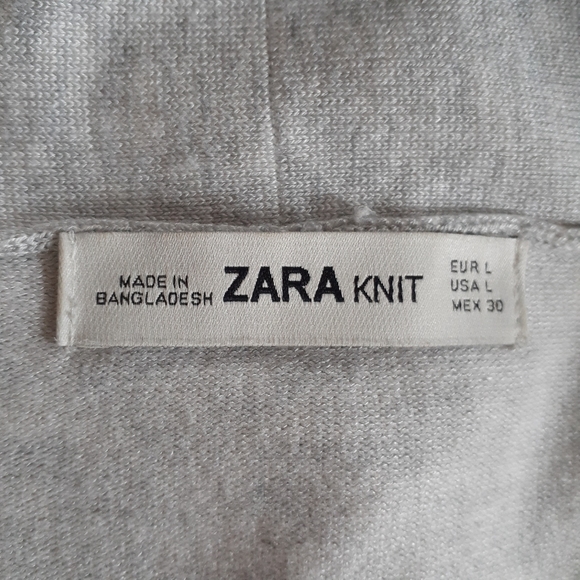 MADE IN
BANGLADESH
ZARA KNIT
EUR L
USA L
MEX 30